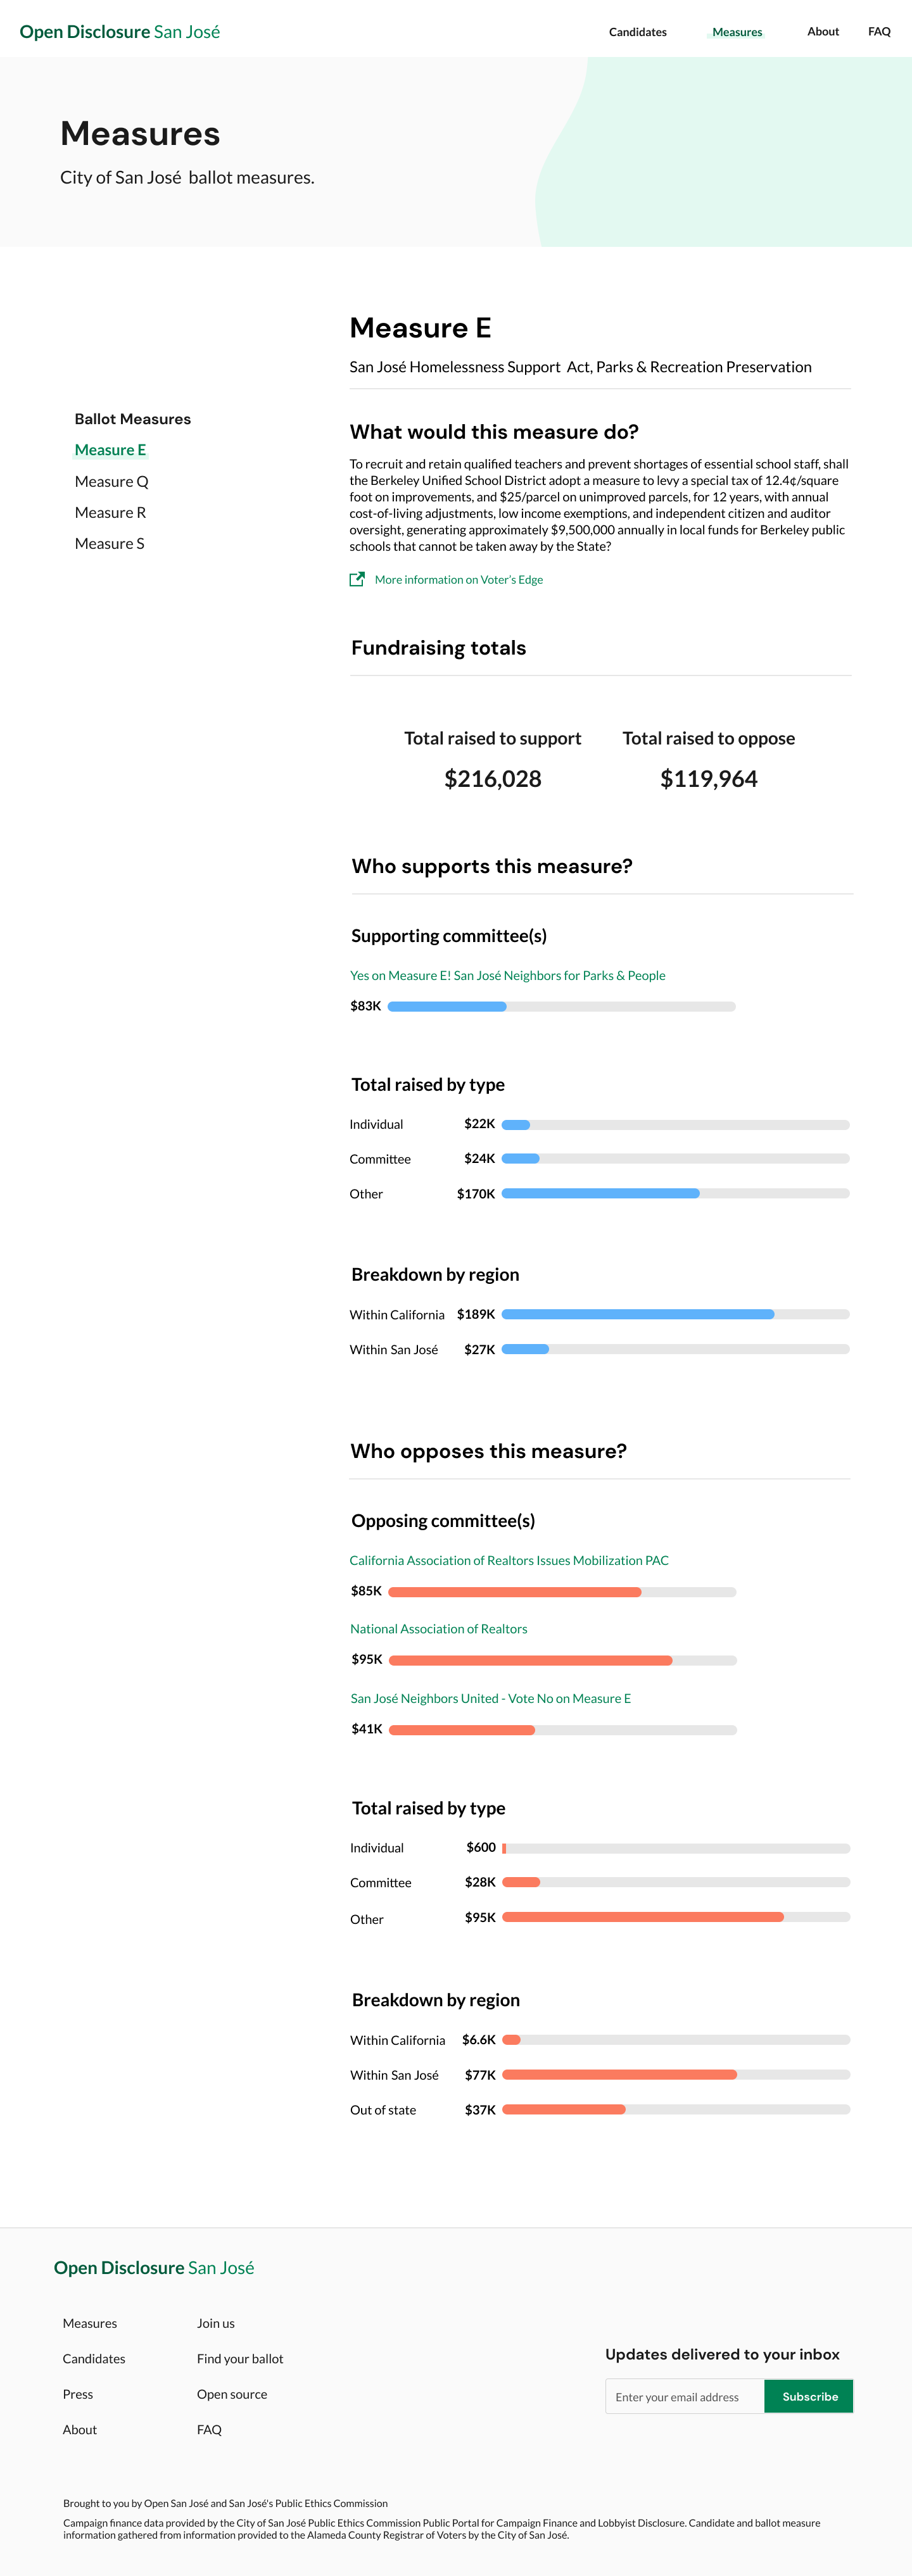 Open Disclosure San José
Candidates
Measures
About
FAQ
Measures
City of San José ballot measures.
Ballot Measures
Measure E
Measure Q
Measure R
Measure S
Measure E
San José Homelessness Support Act, Parks & Recreation Preservation
What would this measure do?
To recruit and retain qualified teachers and prevent shortages of essential school staff, shall
the Berkeley Unified School District adopt a measure to levy a special tax of 12.4¢/square
foot on improvements, and $25/parcel on unimproved parcels, for 12 years, with annual
cost-of-living adjustments, low income exemptions, and independent citizen and auditor
oversight, generating approximately $9,500,000 annually in local funds for Berkeley public
schools that cannot be taken away by the State?
More information on Voter’s Edge
Fundraising totals
Total raised to support
$216,028
Total raised to oppose
$119,964
Who supports this measure?
Supporting committee(s)
Yes on Measure E! San José Neighbors for Parks & People
$83K
Total raised by type
Individual $22K
Committee $24K
Other $170K
Breakdown by region
Within California $189K
Within San José $27K
Who opposes this measure?
Opposing committee(s)
California Association of Realtors Issues Mobilization PAC
$85K
National Association of Realtors
$95K
San José Neighbors United - Vote No on Measure E
$41K
Total raised by type
Individual $600
Committee $28K
Other $95K
Breakdown by region
Within California $6.6K
Within San José $77K
Out of state $37K
Open Disclosure San José
Measures
Candidates
Press
About
Join us
Find your ballot
Open source
FAQ
Updates delivered to your inbox
Enter your email address
Subscribe
Brought to you by Open San José and San José's Public Ethics Commission
Campaign finance data provided by the City of San José Public Ethics Commission Public Portal for Campaign Finance and Lobbyist Disclosure. Candidate and ballot measure
information gathered from information provided to the Alameda County Registrar of Voters by the City of San José.